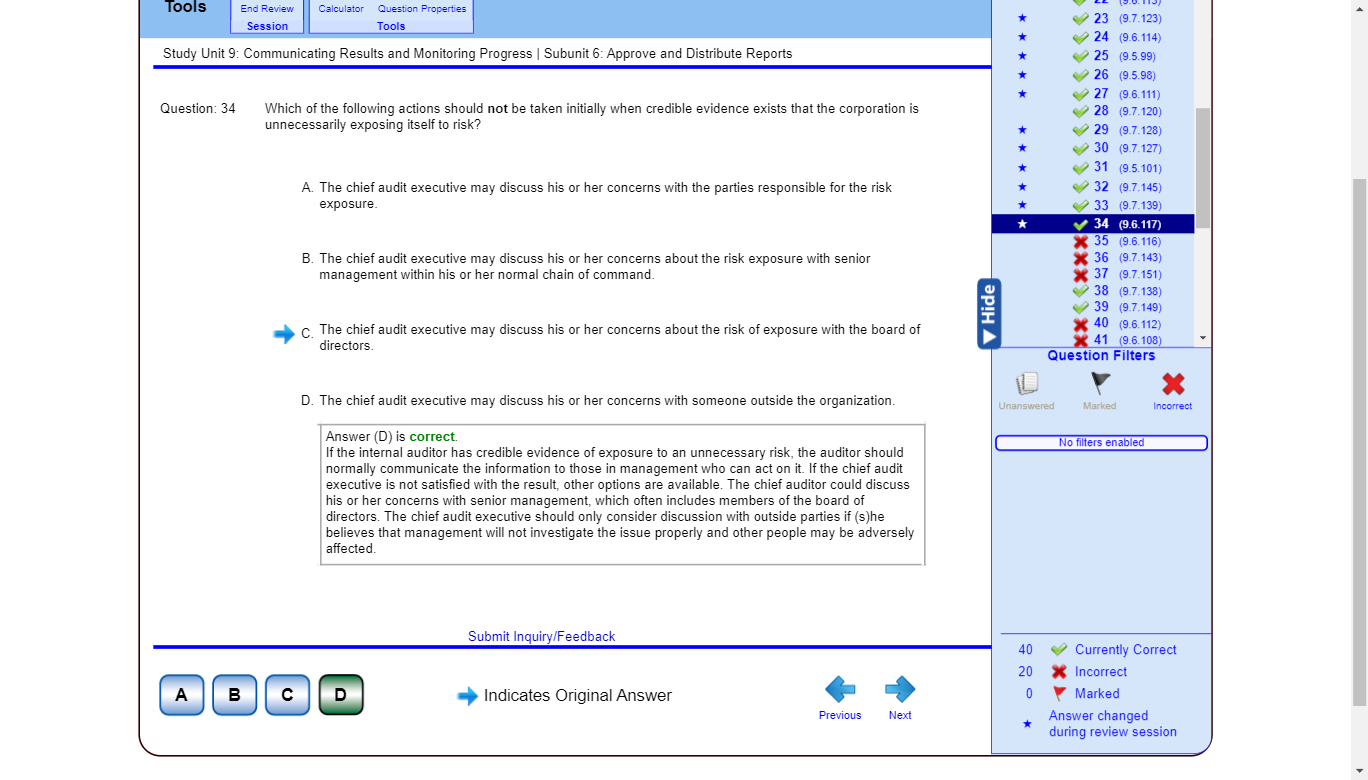 Tools
End Review
Session
Calculator Question Properties
Tools
Study Unit 9: Communicating Results and Monitoring Progress | Subunit 6: Approve and Distribute Reports
Question: 34
Which of the following actions should not be taken initially when credible evidence exists that the corporation is
unnecessarily exposing itself to risk?
A. The chief audit executive may discuss his or her concerns with the parties responsible for the risk
exposure.
B. The chief audit executive may discuss his or her concerns about the risk exposure with senior
management within his or her normal chain of command.
C. The chief audit executive may discuss his or her concerns about the risk of exposure with the board of
directors.
D. The chief audit executive may discuss his or her concerns with someone outside the organization.
Answer (D) is correct.
If the internal auditor has credible evidence of exposure to an unnecessary risk, the auditor should
normally communicate the information to those in management who can act on it. If the chief audit
executive is not satisfied with the result, other options are available. The chief auditor could discuss
his or her concerns with senior management, which often includes members of the board of
directors. The chief audit executive should only consider discussion with outside parties if (s)he
believes that management will not investigate the issue properly and other people may be adversely
affected.
Submit Inquiry/Feedback
A B C D
Indicates Original Answer
Previous
Next
22 (9.6.113)
23 (9.7.123)
24 (9.6.114)
25 (9.5.99)
26 (9.5.98)
27 (9.6.111)
28 (9.7.120)
29 (9.7.128)
30 (9.7.127)
31 (9.5.101)
32 (9.7.145)
33 (9.7.139)
34 (9.6.117)
35 (9.6.116)
36 (9.7.143)
37 (9.7.151)
38 (9.7.138)
39 (9.7.149)
40 (9.6.112)
41 (9.6.108)
Hide
Question Filters
Unanswered
Marked
Incorrect
No filters enabled
40 Currently Correct
20 Incorrect
0 Marked
Answer changed
during review session